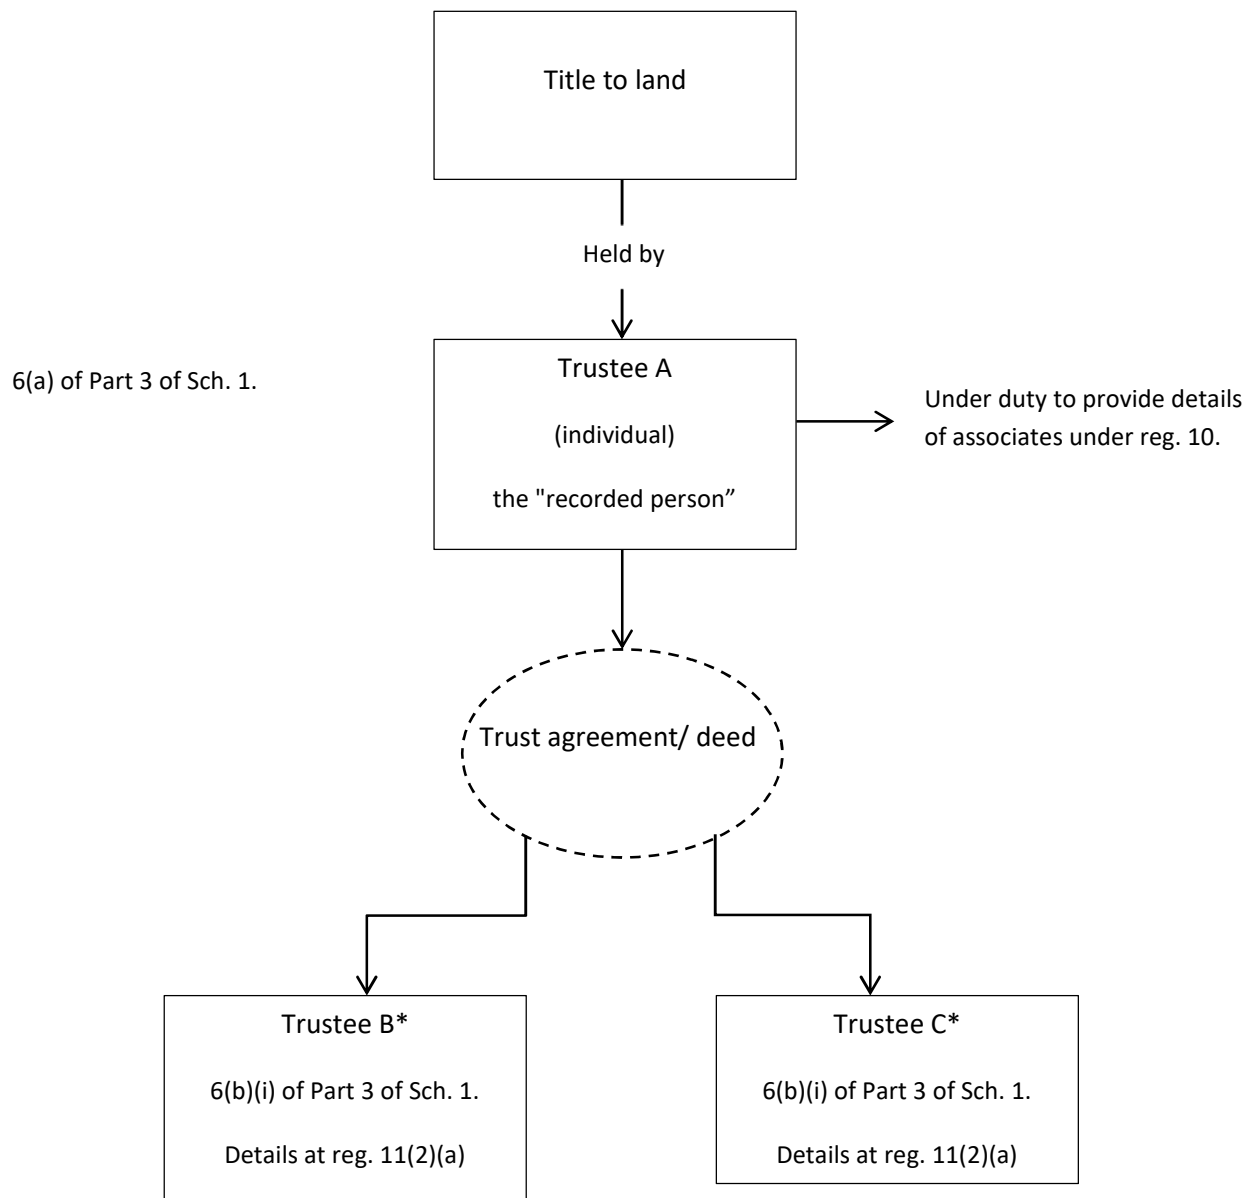 Title to land
Held by
6(a) of Part 3 of Sch. 1.
Trustee A
(individual)
the "recorded person”
Under duty to provide details
of associates under reg. 10.
Trust agreement/ deed
Trustee B*
6(b)(i) of Part 3 of Sch. 1.
Details at reg. 11(2)(a)
Trustee C*
6(b)(i) of Part 3 of Sch. 1.
Details at reg. 11(2)(a)